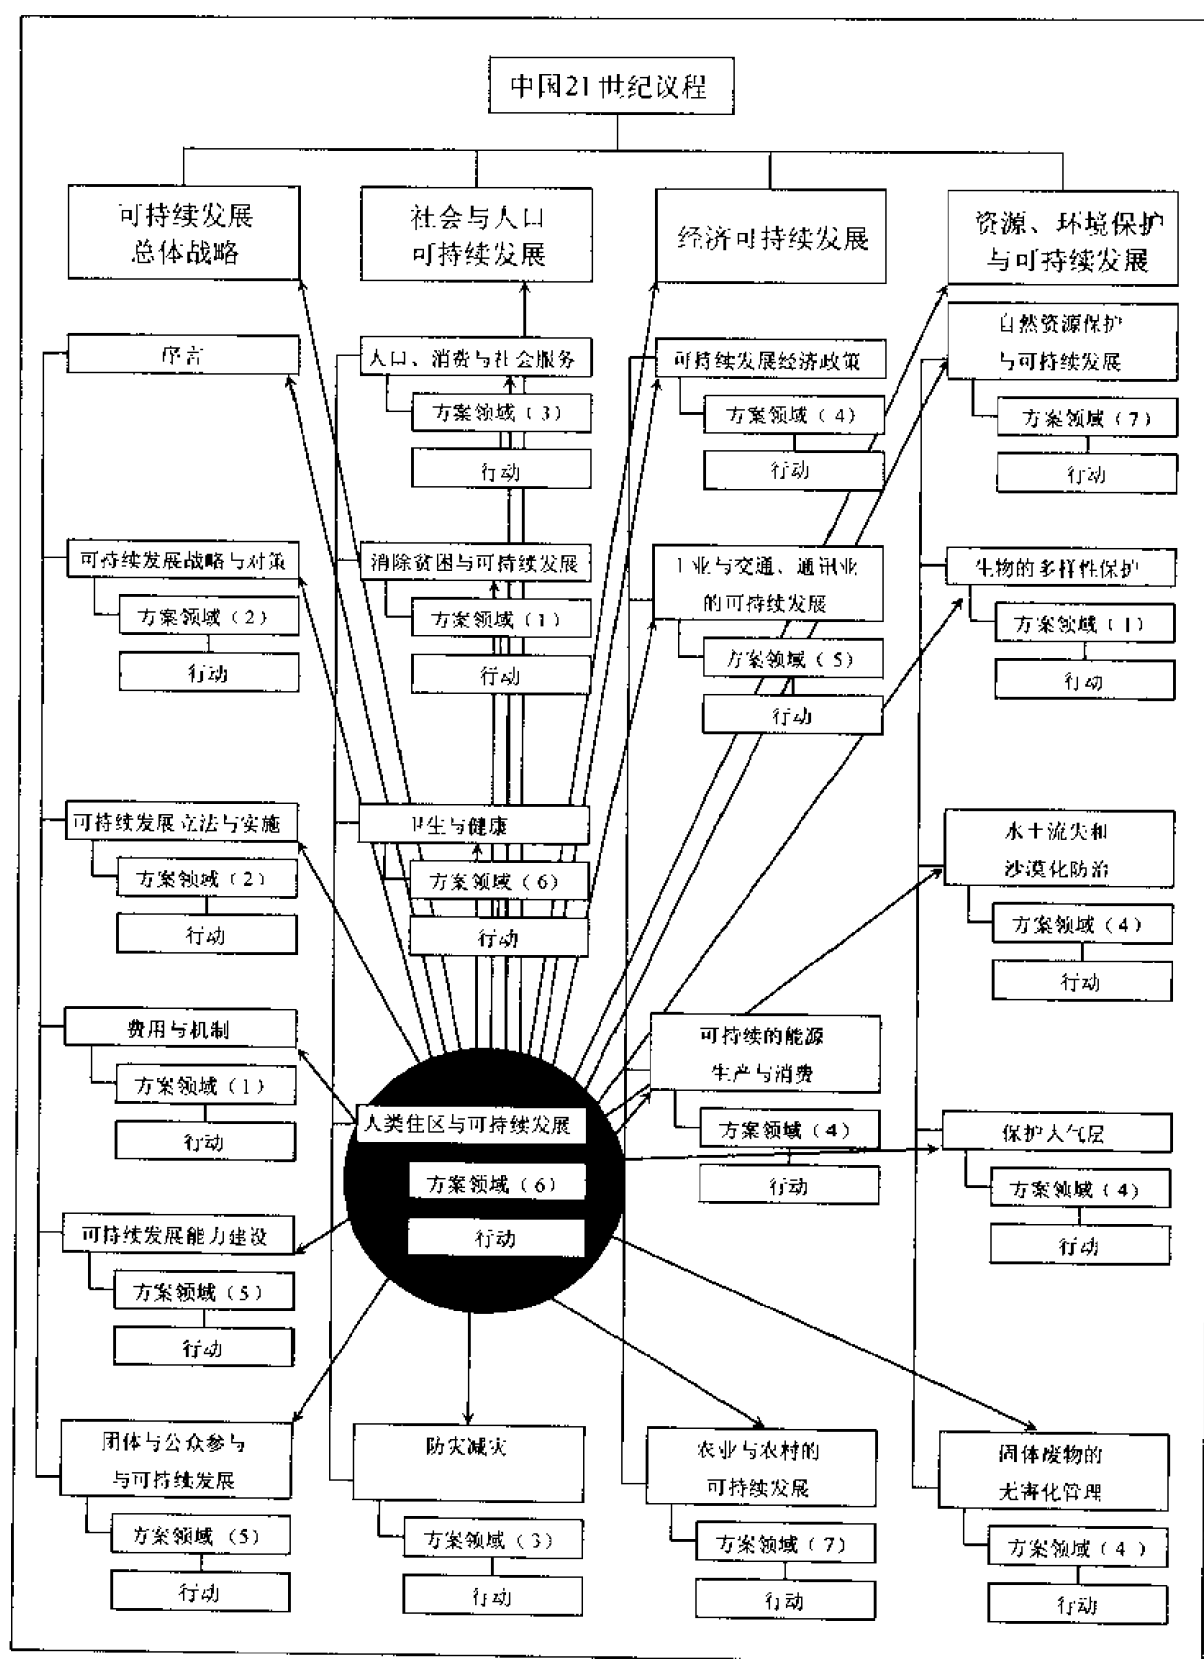 中国21世纪议程
可持续发展
总体战略
社会与人口
可持续发展
经济可持续发展
资源、环境保护
与可持续发展
序言
可持续发展战略与对策
方案领域（2）
行动
可持续发展立法与实施
方案领域（2）
行动
费用与机制
方案领域（1）
行动
可持续发展能力建设
方案领域（5）
行动
团体与公众参与
与可持续发展
方案领域（5）
行动
人口、消费与社会服务
方案领域（3）
行动
消除贫困与可持续发展
方案领域（1）
行动
卫生与健康
方案领域（6）
行动
人类住区与可持续发展
方案领域（6）
行动
防灾减灾
方案领域（3）
行动
可持续发展经济政策
方案领域（4）
行动
工业与交通、通讯业
的可持续发展
方案领域（5）
行动
可持续的能源
生产与消费
方案领域（4）
行动
农业与农村的
可持续发展
方案领域（7）
行动
自然资源保护
与可持续发展
方案领域（7）
行动
生物的多样性保护
方案领域（1）
行动
水土流失和
沙漠化防治
方案领域（4）
行动
保护大气层
方案领域（4）
行动
固体废物的
无害化管理
方案领域（4）
行动